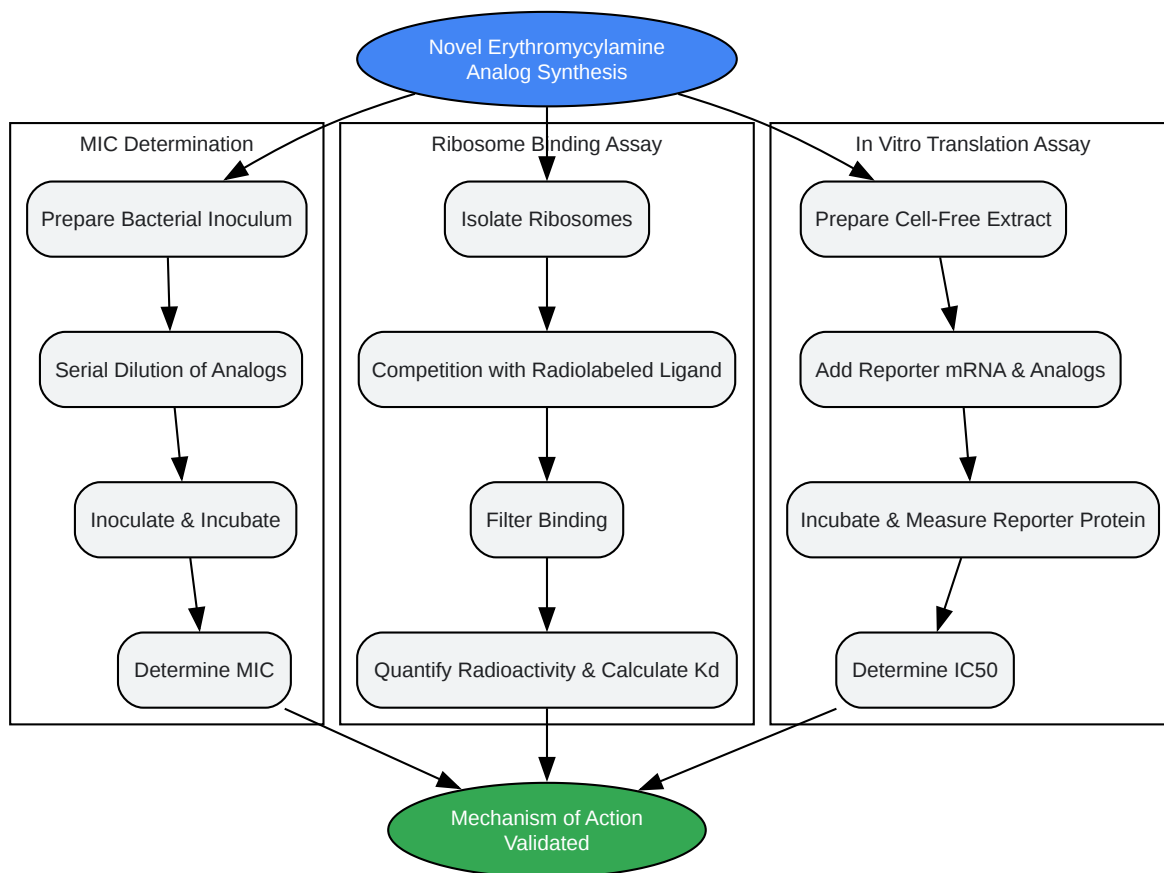 Novel Erythromycylamine
Analog Synthesis
MIC Determination
Prepare Bacterial Inoculum
Serial Dilution of Analogs
Inoculate & Incubate
Determine MIC
Ribosome Binding Assay
Isolate Ribosomes
Competition with Radiolabeled Ligand
Filter Binding
Quantify Radioactivity & Calculate Kd
In Vitro Translation Assay
Prepare Cell-Free Extract
Add Reporter mRNA & Analogs
Incubate & Measure Reporter Protein
Determine IC50
Mechanism of Action
Validated